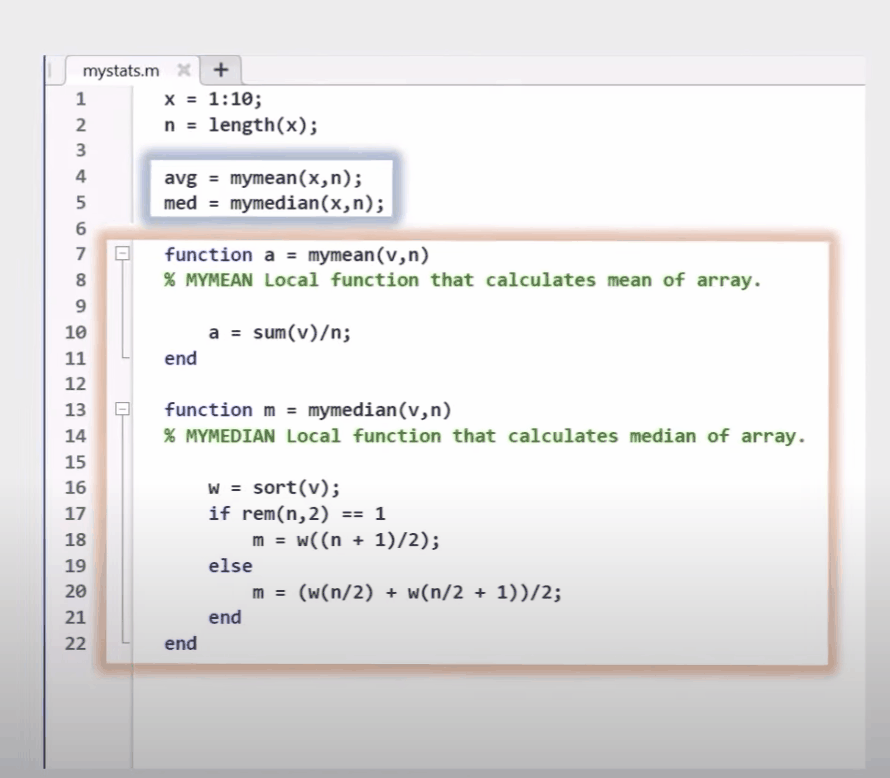 mystats.m × +
1 x = 1:10;
2 n = length(x);
3
4 avg = mymean(x,n);
5 med = mymedian(x,n);
6
7 function a = mymean(v,n)
8 % MYMEAN Local function that calculates mean of array.
9
10 a = sum(v)/n;
11 end
12
13 function m = mymedian(v,n)
14 % MYMEDIAN Local function that calculates median of array.
15
16 w = sort(v);
17 if rem(n,2) == 1
18 m = w((n + 1)/2);
19 else
20 m = (w(n/2) + w(n/2 + 1))/2;
21 end
22 end